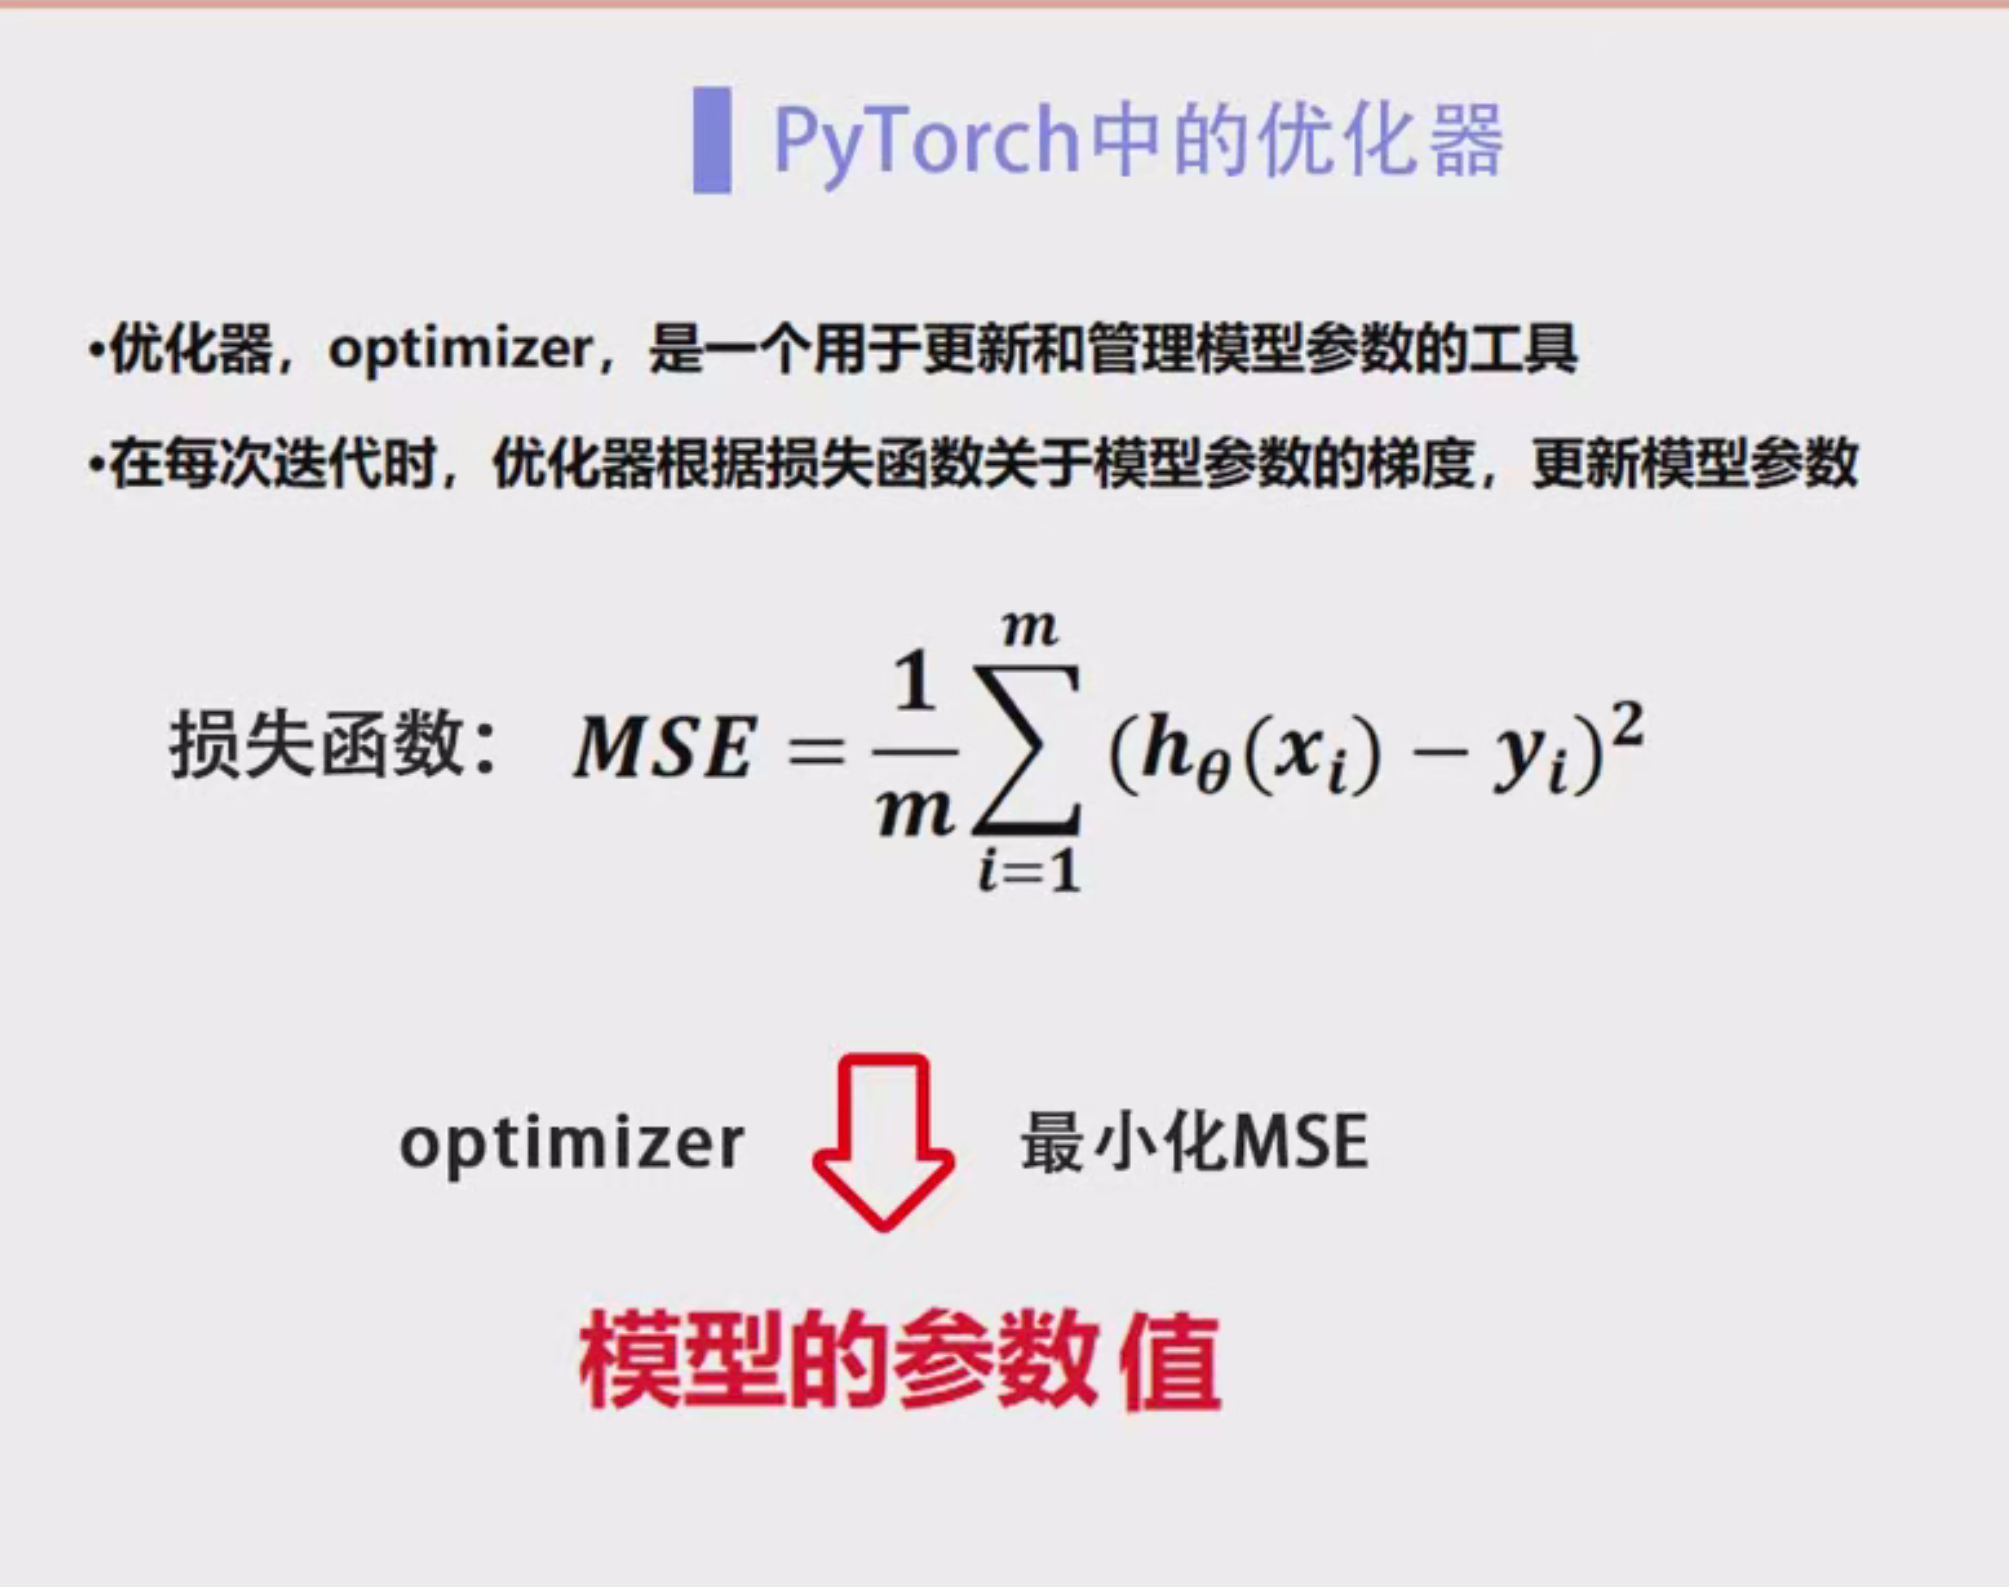 PyTorch中的优化器
•优化器，optimizer，是一个用于更新和管理模型参数的工具
•在每次迭代时，优化器根据损失函数关于模型参数的梯度，更新模型参数
损失函数： MSE = \frac{1}{m} \sum_{i=1}^{m} (h_θ(x_i) − y_i)^2
optimizer 最小化MSE
模型的参数值